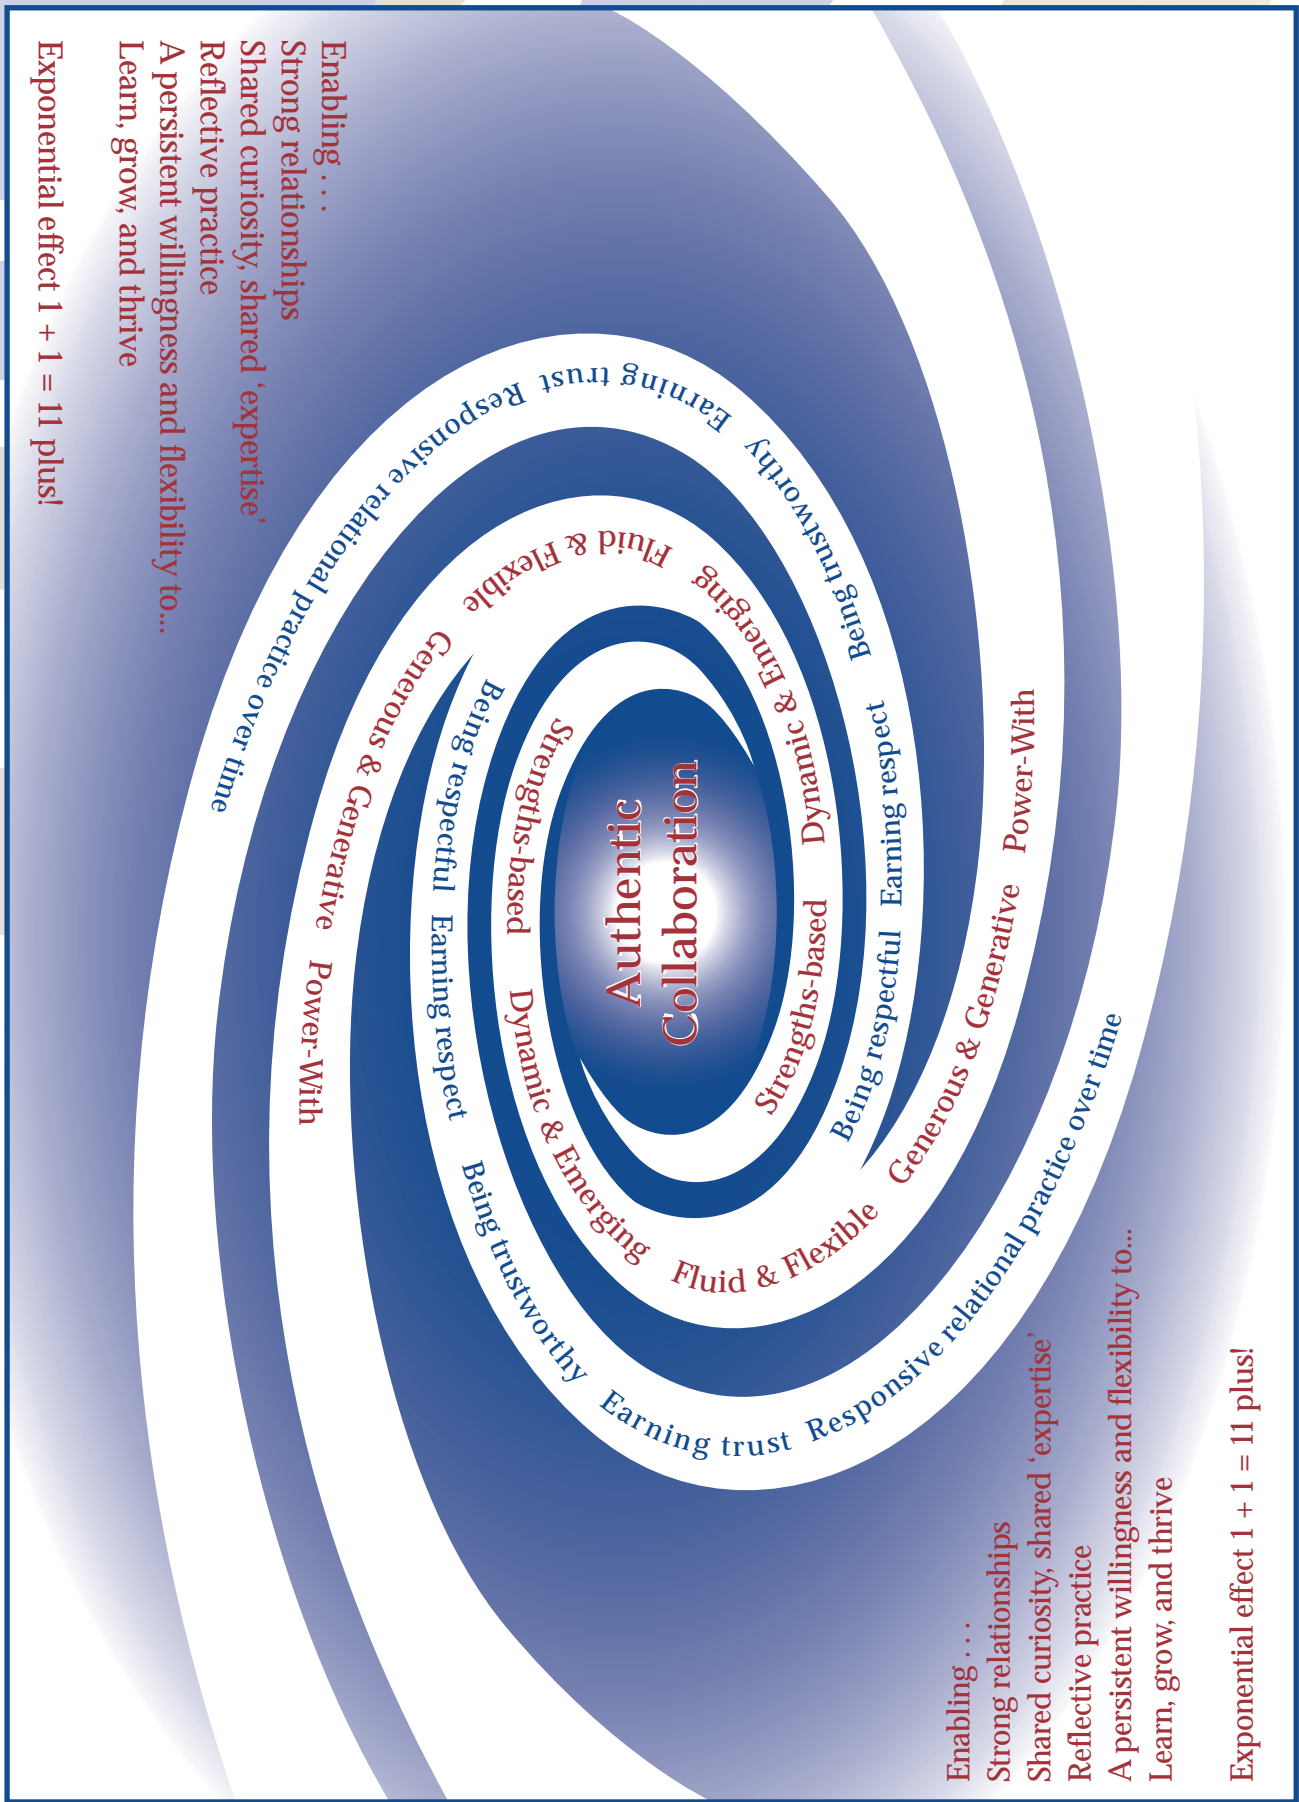 Authentic
Collaboration
Strengths-based Dynamic & Emerging Fluid & Flexible Generous & Generative Power-With
Being respectful Earning respect Being trustworthy Earning trust Responsive relational practice over time
Enabling . . .
Strong relationships
Shared curiosity, shared ‘expertise’
Reflective practice
A persistent willingness and flexibility to...
Learn, grow, and thrive
Exponential effect 1 + 1 = 11 plus!
Strengths-based Dynamic & Emerging Fluid & Flexible Generous & Generative Power-With
Being respectful Earning respect Being trustworthy Earning trust Responsive relational practice over time
Enabling . . .
Strong relationships
Shared curiosity, shared ‘expertise’
Reflective practice
A persistent willingness and flexibility to...
Learn, grow, and thrive
Exponential effect 1 + 1 = 11 plus!